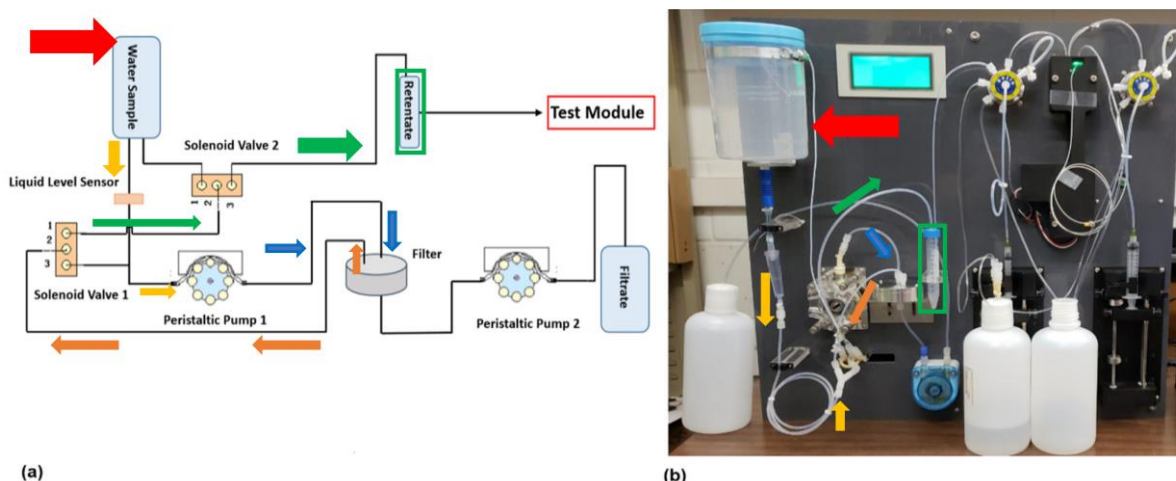 Water Sample
Solenoid Valve 2
1
2
3
Retentate
Test Module
Liquid Level Sensor
1
2
3
Solenoid Valve 1
Peristaltic Pump 1
Filter
Peristaltic Pump 2
Filtrate
(a)
(b)